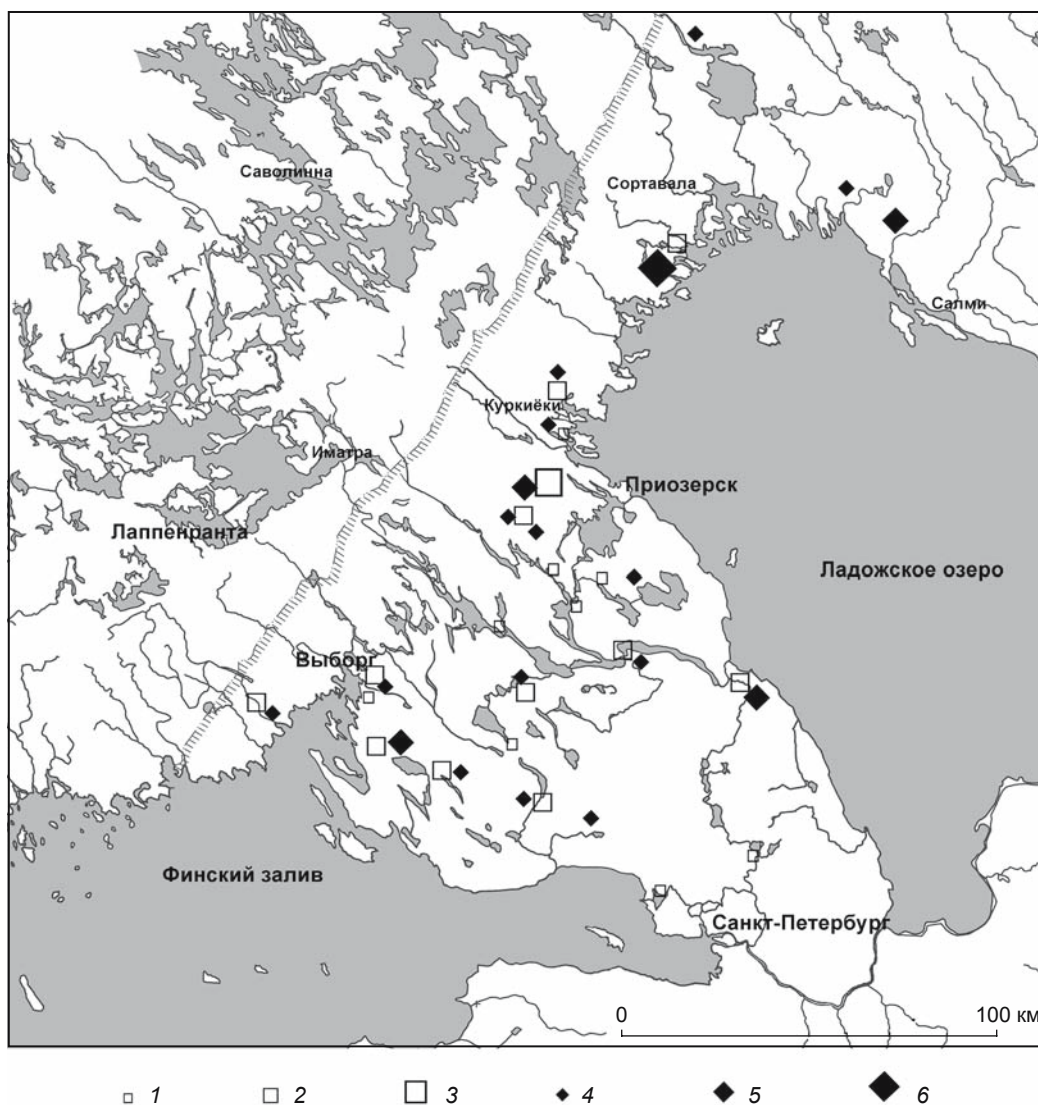 Саволинна
Сортавала
Салми
Куркиёки
Иматра
Приозерск
Лаппенранта
Ладожское озеро
Выборг
Финский залив
Санкт-Петербург
0 100 км
1 2 3 4 5 6